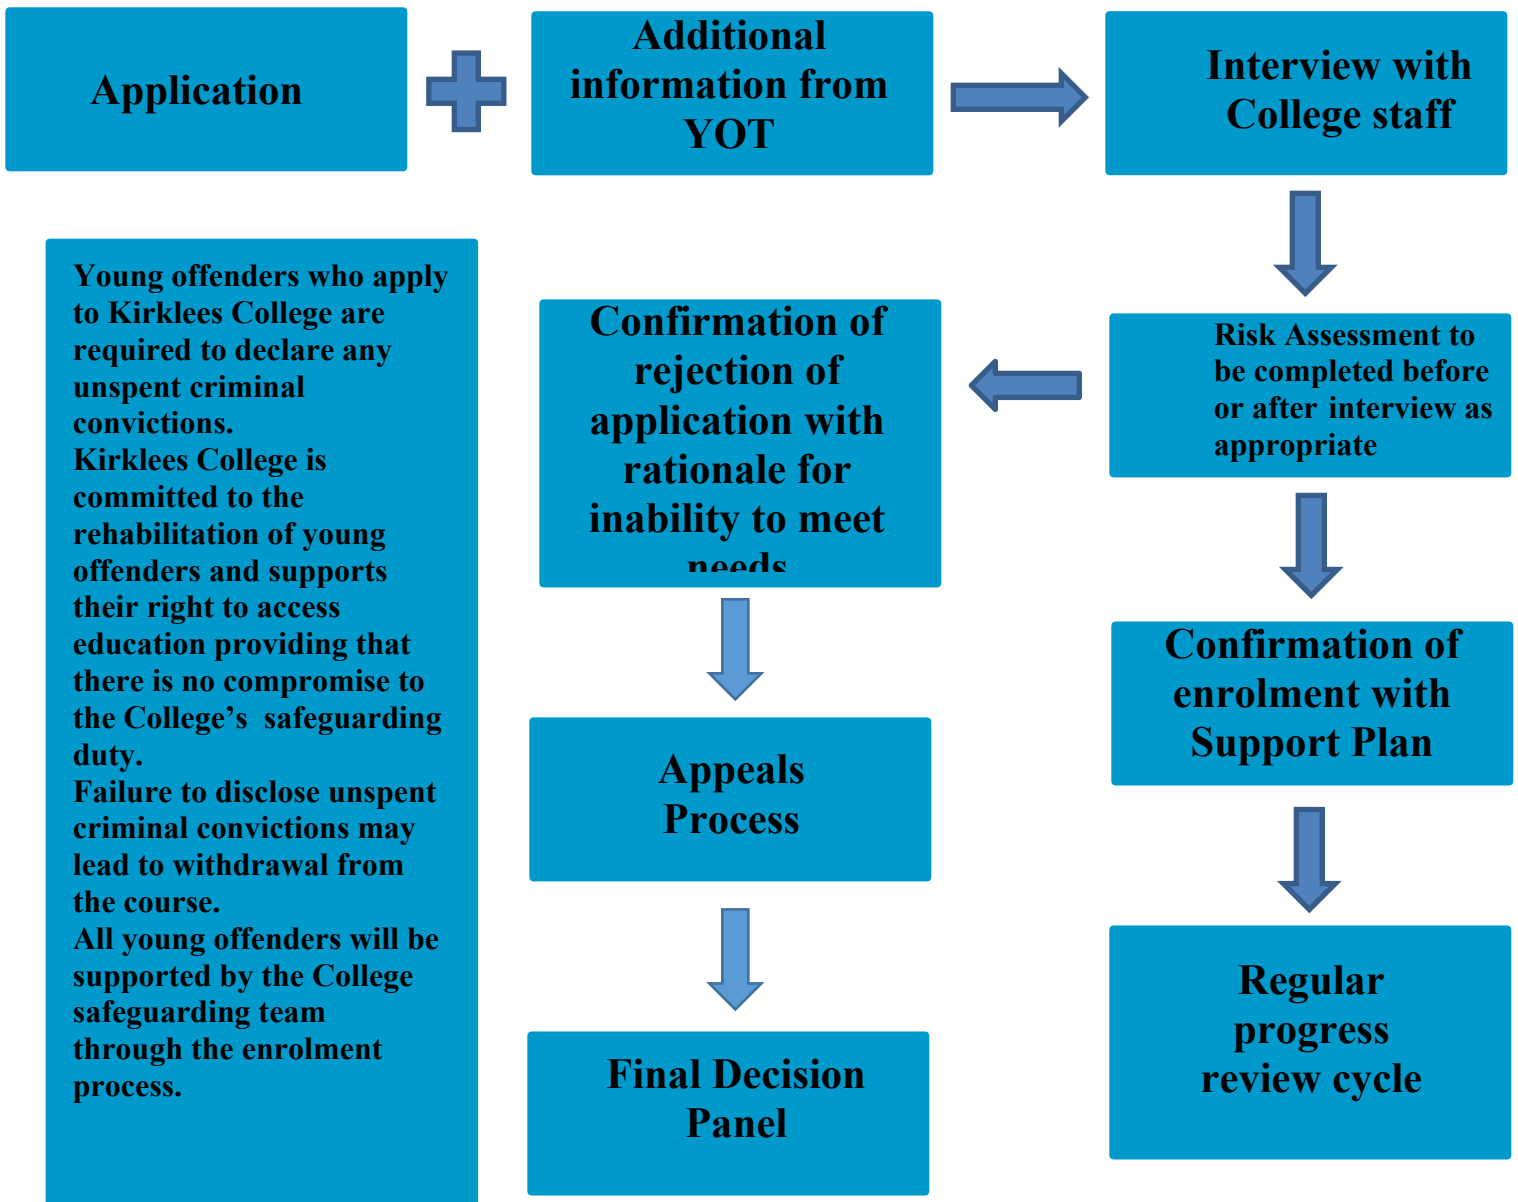 Application
Additional
information from
YOT
Interview with
College staff
Young offenders who apply
to Kirklees College are
required to declare any
unspent criminal
convictions.
Kirklees College is
committed to the
rehabilitation of young
offenders and supports
their right to access
education providing that
there is no compromise to
the College’s safeguarding
duty.
Failure to disclose unspent
criminal convictions may
lead to withdrawal from
the course.
All young offenders will be
supported by the College
safeguarding team
through the enrolment
process.
Confirmation of
rejection of
application with
rationale for
inability to meet
needs
Risk Assessment to
be completed before
or after interview as
appropriate
Appeals
Process
Confirmation of
enrolment with
Support Plan
Final Decision
Panel
Regular
progress
review cycle